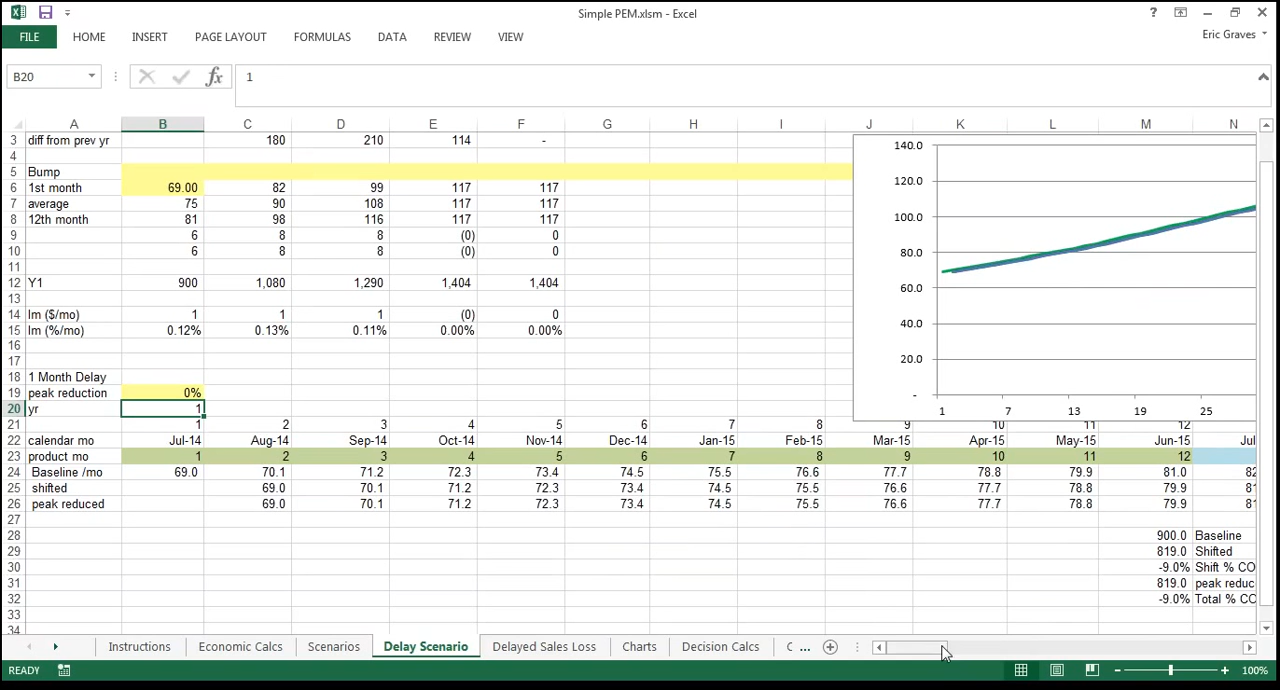 Simple PEM.xlsm - Excel
?
FILE HOME INSERT PAGE LAYOUT FORMULAS DATA REVIEW VIEW
Eric Graves
B20 fx 1
A B C D E F G H I J K L M N
3 diff from prev yr 180 210 114 -
4
5 Bump
6 1st month 69.00 82 99 117 117
7 average 75 90 108 117 117
8 12th month 81 98 116 117 117
9 6 8 8 (0) 0
10 6 8 8 (0) 0
11
12 Y1 900 1,080 1,290 1,404 1,404
13
14 lm ($/mo) 1 1 1 (0) 0
15 lm (%/mo) 0.12% 0.13% 0.11% 0.00% 0.00%
16
17
140.0
120.0
100.0
80.0
60.0
40.0
20.0
-
1 7 13 19 25
18 1 Month Delay
19 peak reduction 0%
20 yr 1
21 1 2 3 4 5 6 7 8 9 10 11 12
22 calendar mo Jul-14 Aug-14 Sep-14 Oct-14 Nov-14 Dec-14 Jan-15 Feb-15 Mar-15 Apr-15 May-15 Jun-15 Jul
23 product mo 1 2 3 4 5 6 7 8 9 10 11 12
24 Baseline /mo 69.0 70.1 71.2 72.3 73.4 74.5 75.5 76.6 77.7 78.8 79.9 81.0 82
25 shifted 69.0 70.1 71.2 72.3 73.4 74.5 75.5 76.6 77.7 78.8 79.9 81
26 peak reduced 69.0 70.1 71.2 72.3 73.4 74.5 75.5 76.6 77.7 78.8 79.9 81
27
28 900.0 Baseline
29 819.0 Shifted
30 -9.0% Shift % CO
31 819.0 peak reduc
32 -9.0% Total % CO
33
34
Instructions Economic Calcs Scenarios Delay Scenario Delayed Sales Loss Charts Decision Calcs C ...
READY 100%